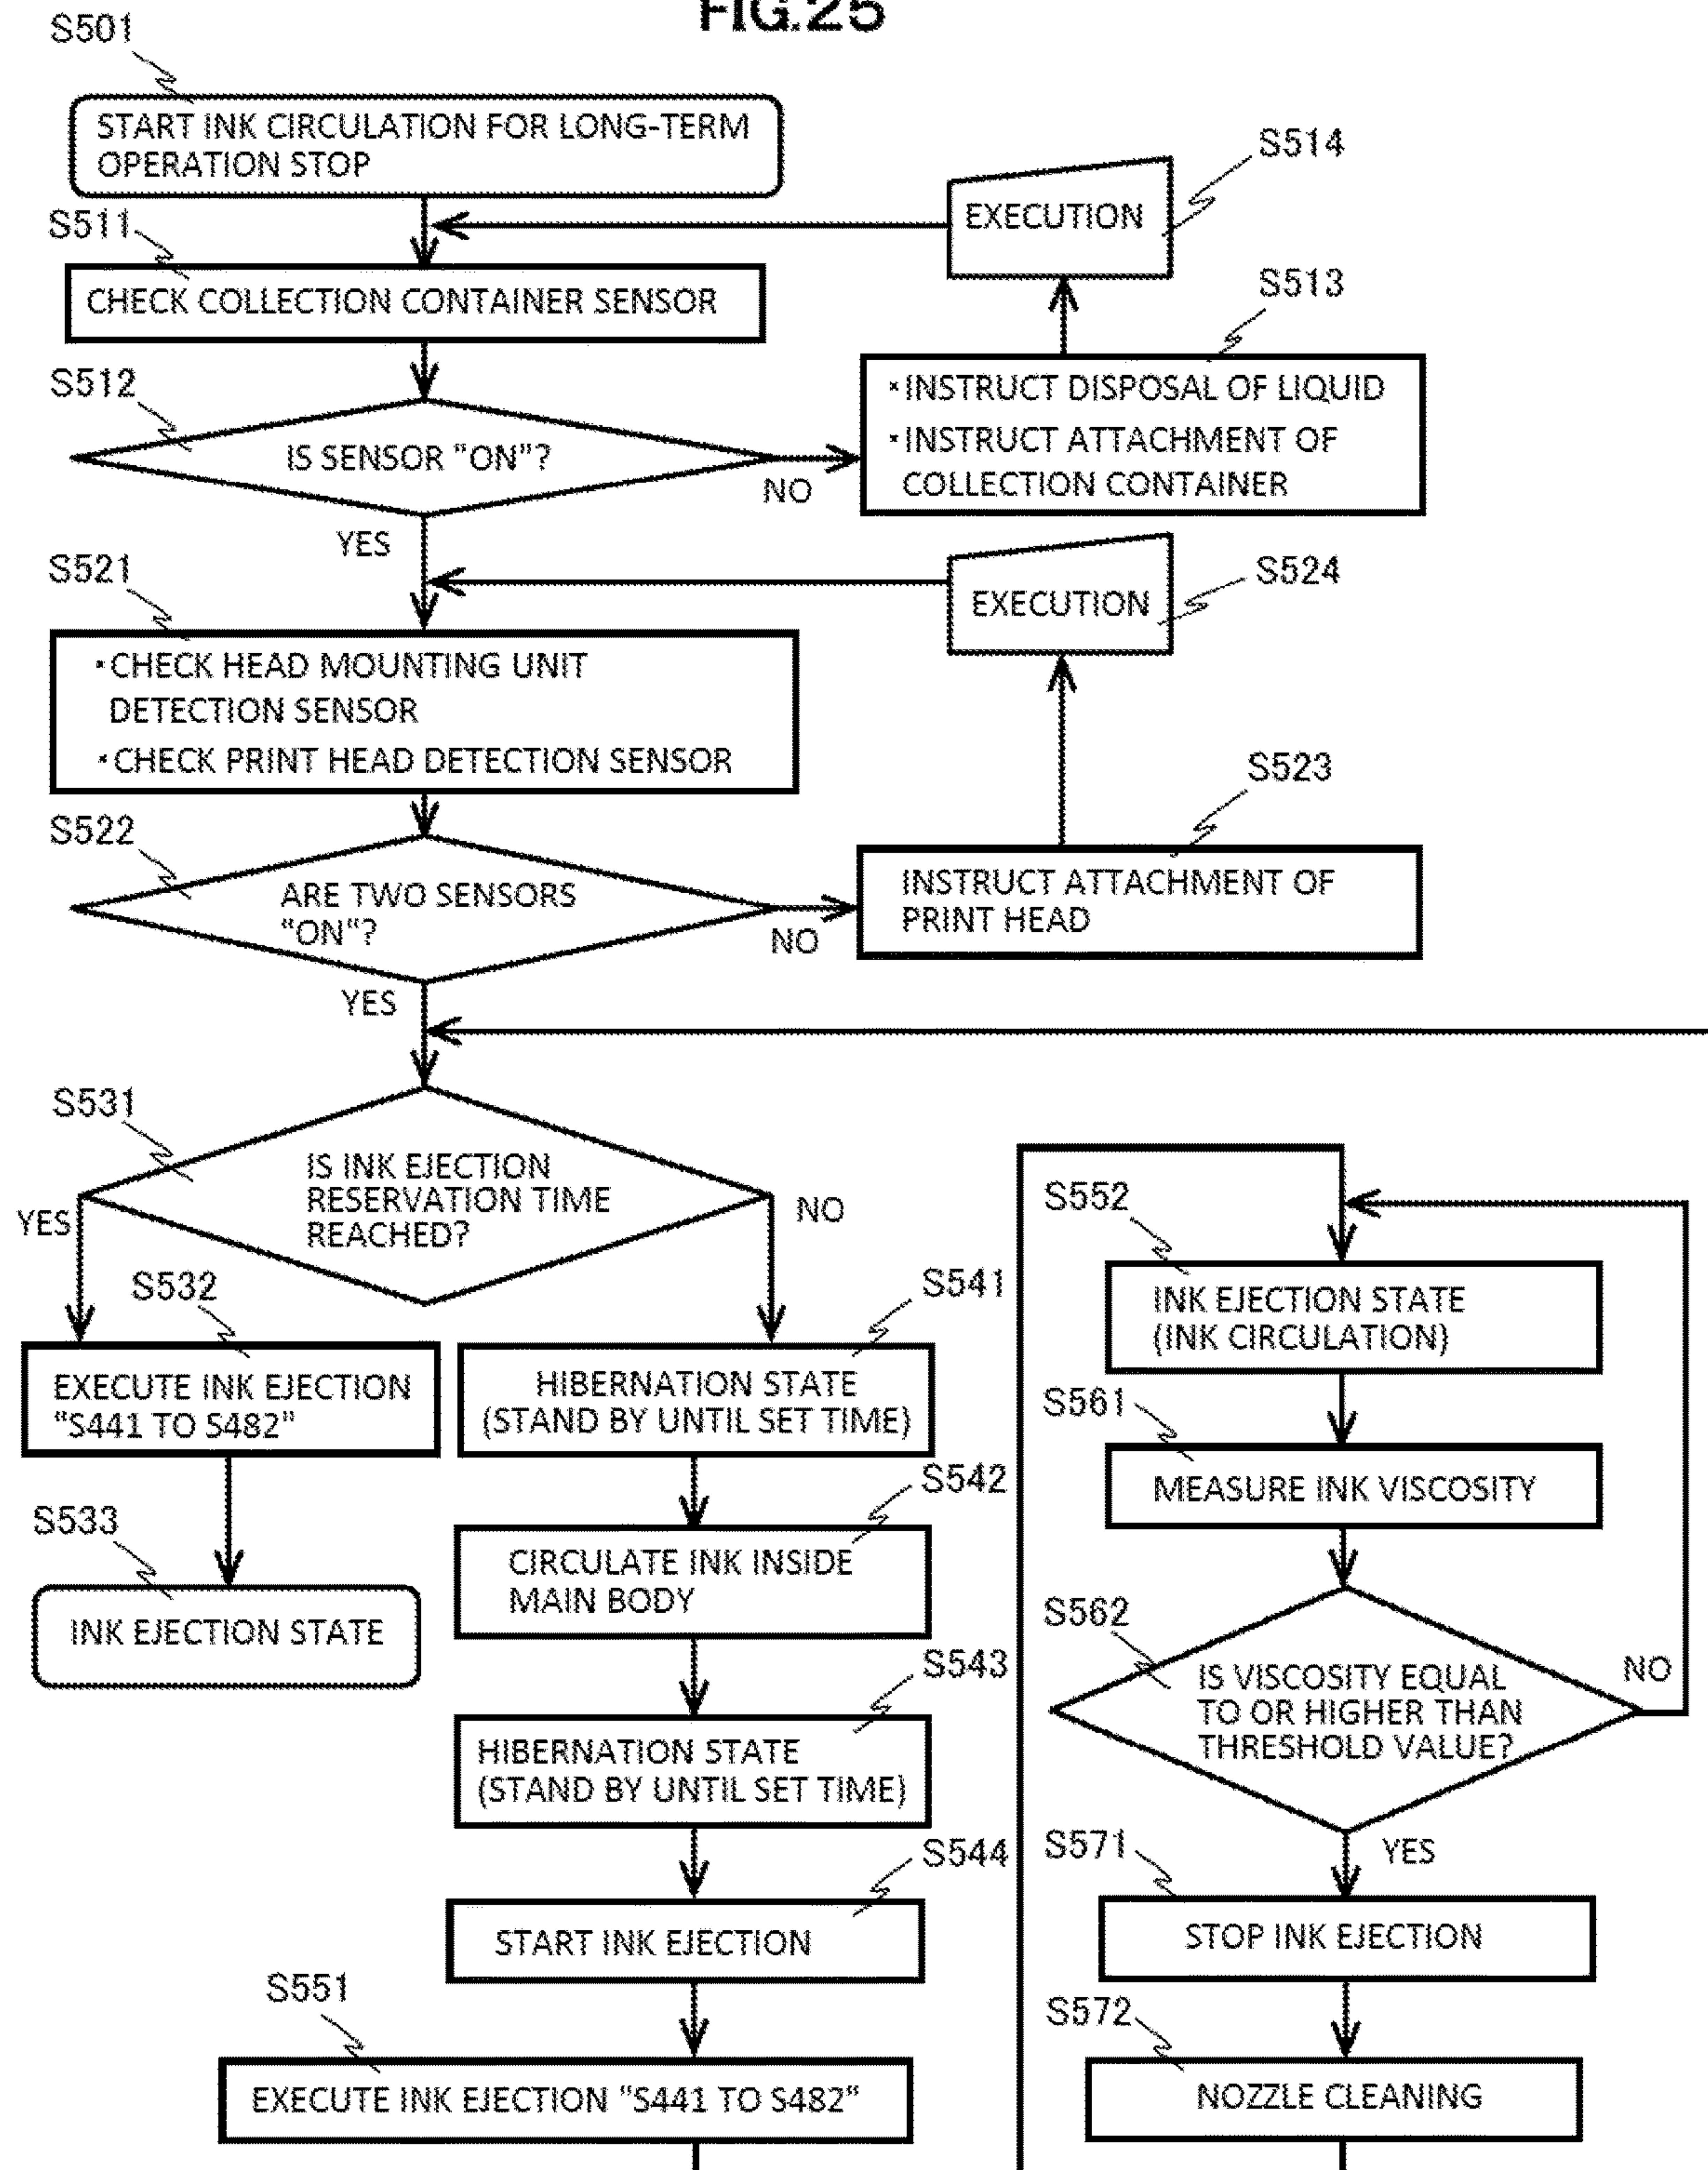 FIG.25
S501
START INK CIRCULATION FOR LONG-TERM
OPERATION STOP
S514
EXECUTION
S511
CHECK COLLECTION CONTAINER SENSOR
S513
・INSTRUCT DISPOSAL OF LIQUID
・INSTRUCT ATTACHMENT OF
COLLECTION CONTAINER
S512
IS SENSOR "ON"?
NO
YES
S524
EXECUTION
S521
・CHECK HEAD MOUNTING UNIT
DETECTION SENSOR
・CHECK PRINT HEAD DETECTION SENSOR
S523
INSTRUCT ATTACHMENT OF
PRINT HEAD
S522
ARE TWO SENSORS
"ON"?
NO
YES
S531
IS INK EJECTION
RESERVATION TIME
REACHED?
YES
NO
S532
EXECUTE INK EJECTION
"S441 TO S482"
S533
INK EJECTION STATE
S541
HIBERNATION STATE
(STAND BY UNTIL SET TIME)
S542
CIRCULATE INK INSIDE
MAIN BODY
S543
HIBERNATION STATE
(STAND BY UNTIL SET TIME)
S544
START INK EJECTION
S551
EXECUTE INK EJECTION "S441 TO S482"
S552
INK EJECTION STATE
(INK CIRCULATION)
S561
MEASURE INK VISCOSITY
S562
IS VISCOSITY EQUAL
TO OR HIGHER THAN
THRESHOLD VALUE?
NO
YES
S571
STOP INK EJECTION
S572
NOZZLE CLEANING